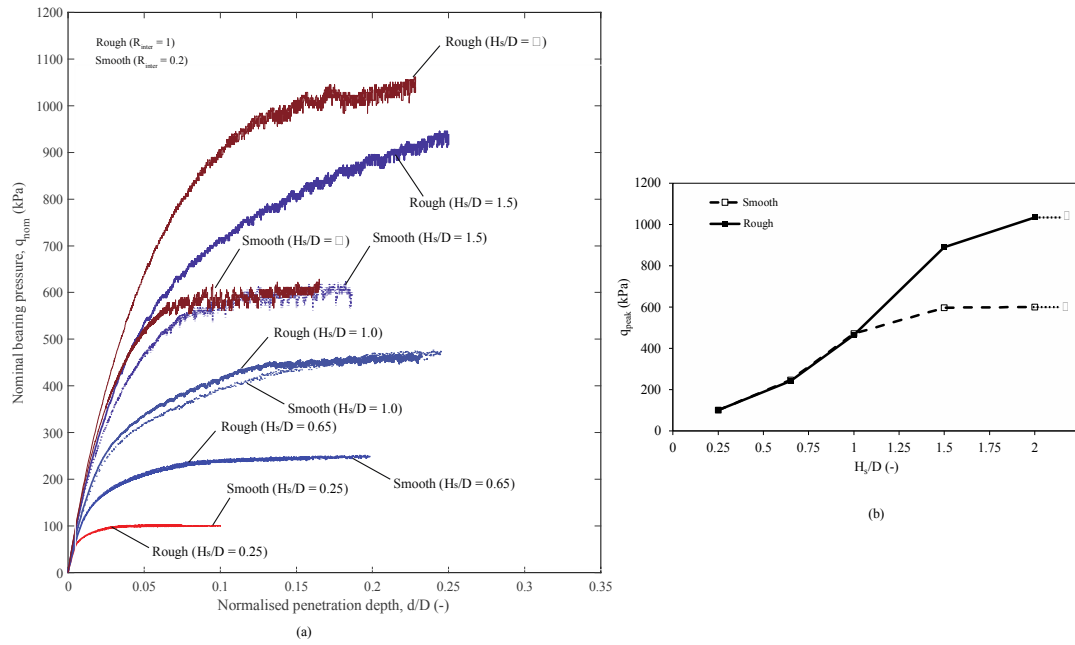 1100
1000
900
800
700
600
500
400
300
200
100
0
Nominal bearing pressure, qnom (kPa)
Rough (Rinter = 1)
Smooth (Rinter = 0.2)
Rough (Hs/D = □)
Rough (Hs/D = 1.5)
Smooth (Hs/D = □)
Smooth (Hs/D = 1.5)
Rough (Hs/D = 1.0)
Smooth (Hs/D = 1.0)
Rough (Hs/D = 0.65)
Smooth (Hs/D = 0.65)
Smooth (Hs/D = 0.25)
Rough (Hs/D = 0.25)
0 0.05 0.1 0.15 0.2 0.25 0.3 0.35
Normalised penetration depth, d/D (-)
(a)
1200
1000
800
600
400
200
0
qpeak (kPa)
Smooth
Rough
□
□
0 0.25 0.5 0.75 1 1.25 1.5 1.75 2
Hs/D (-)
(b)